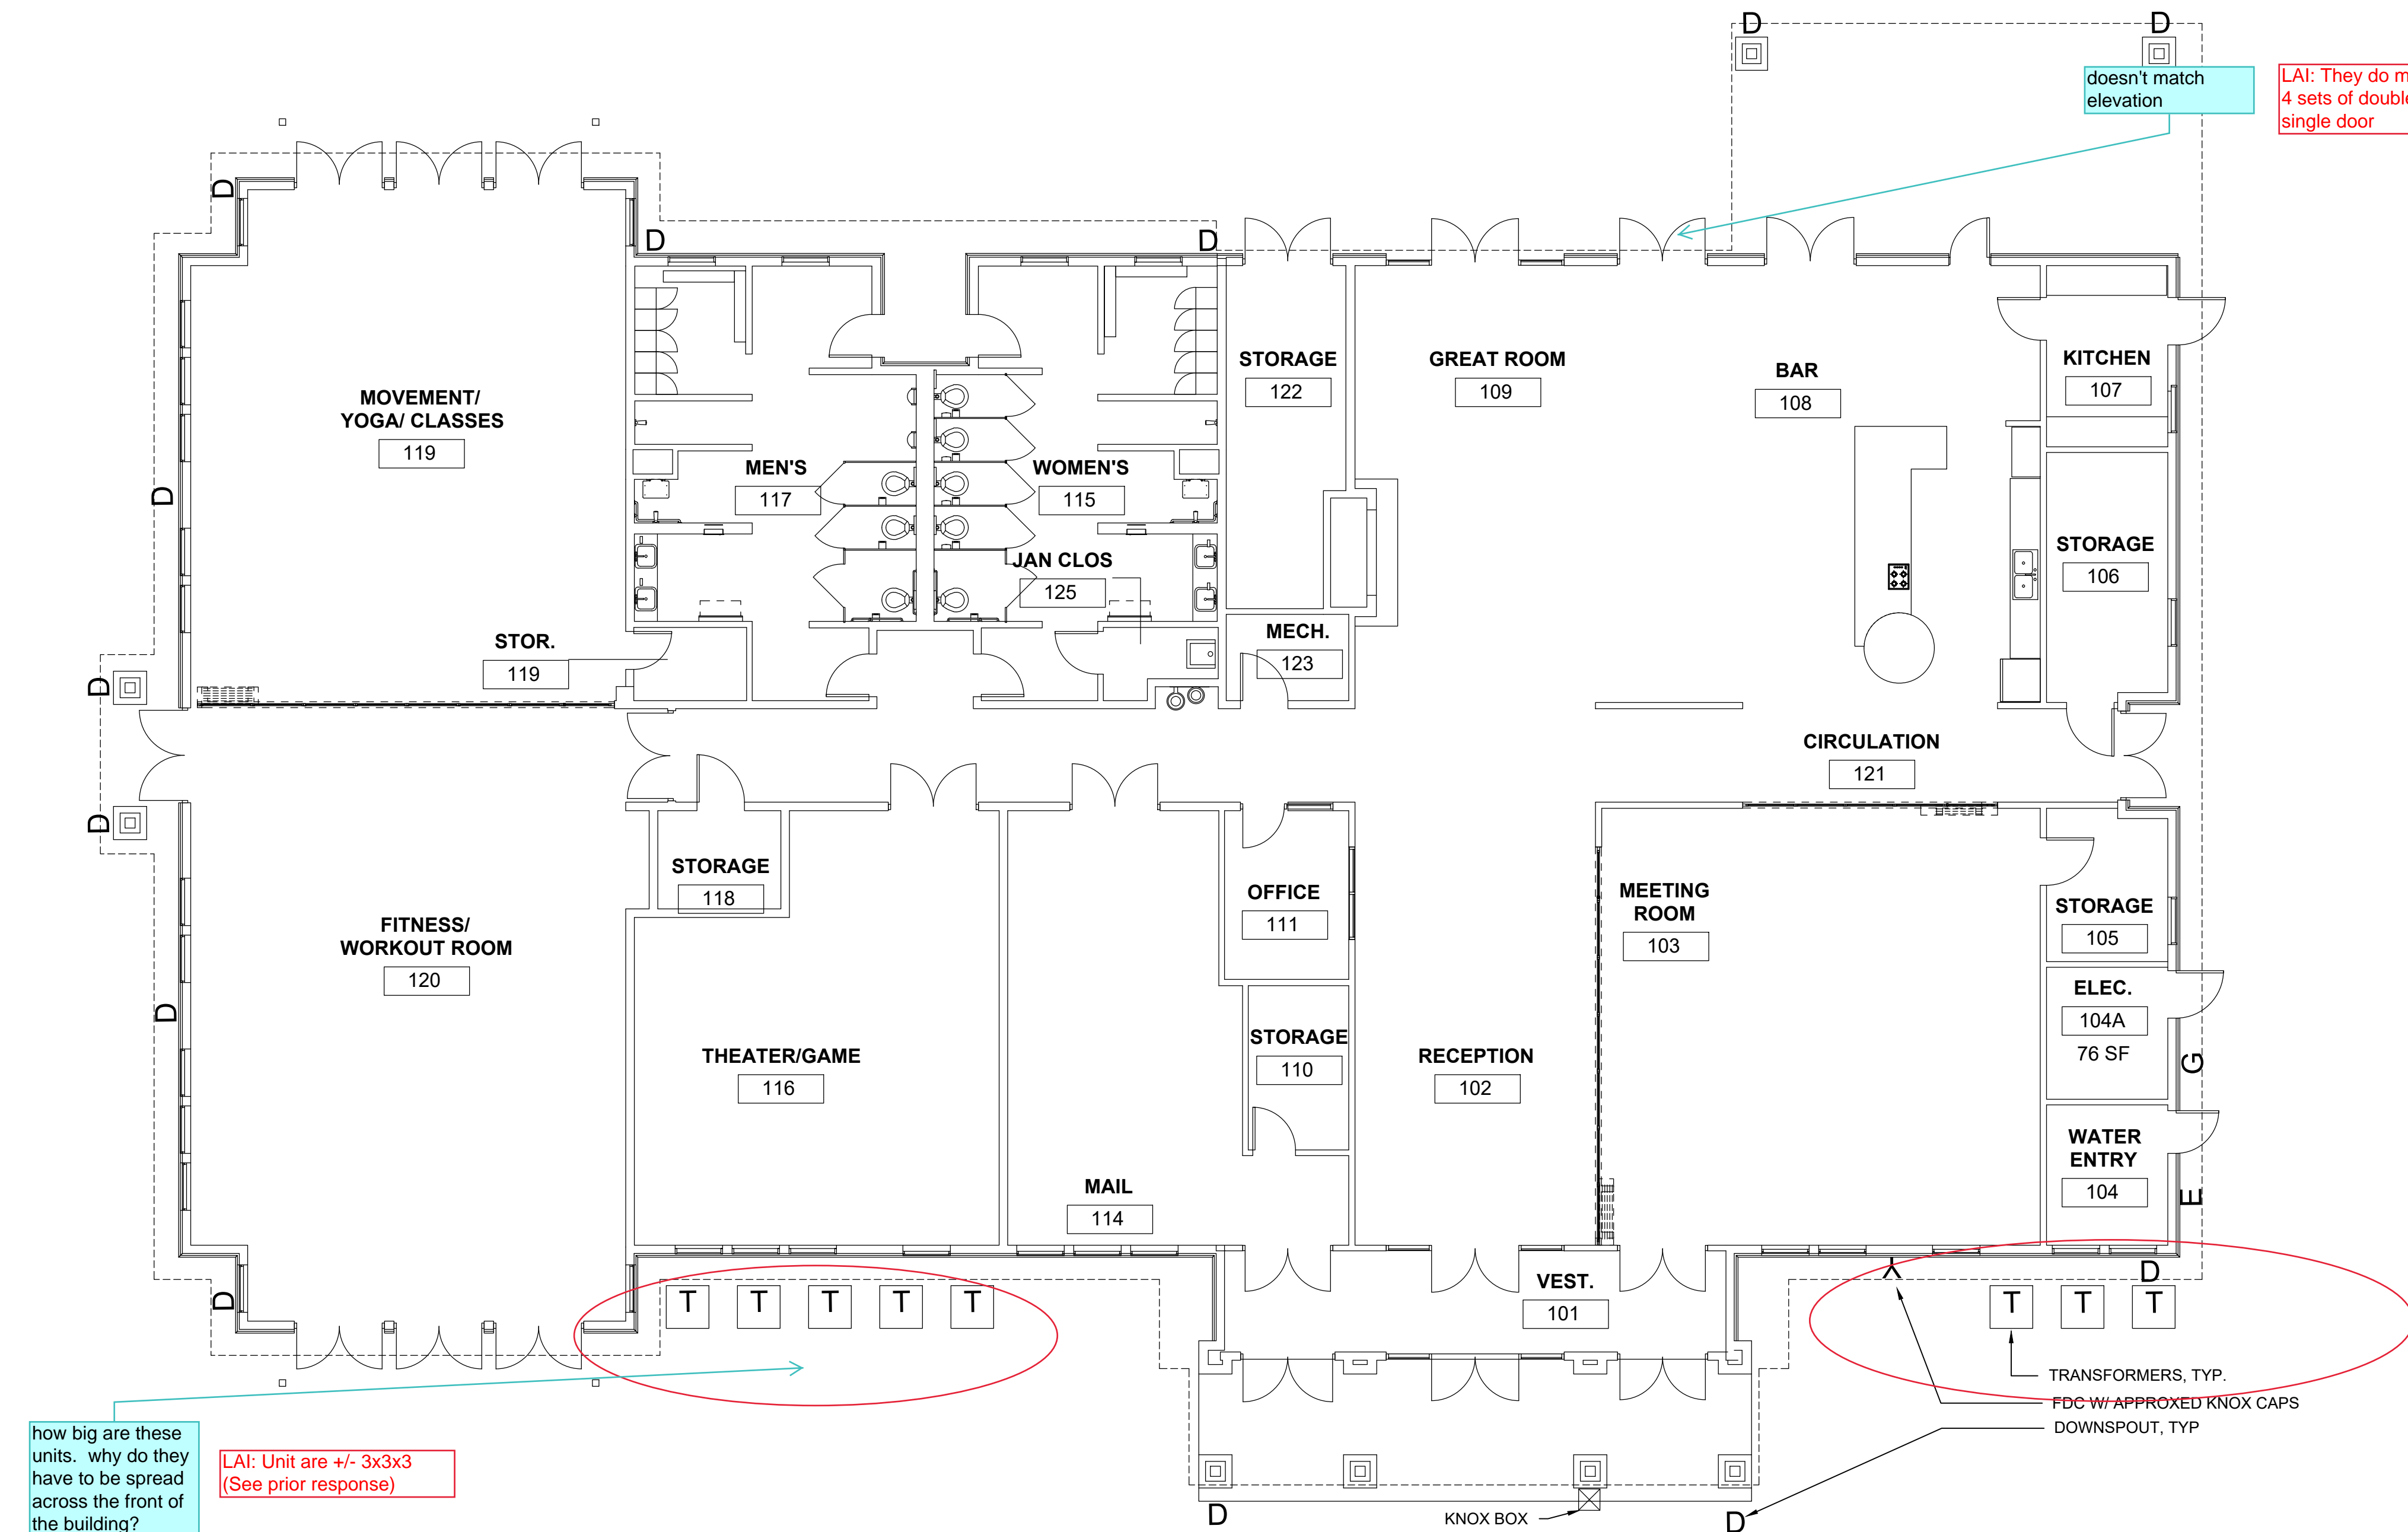 D
D
doesn't match
elevation
LAI: They do m
4 sets of double
single door
D
D
D
MOVEMENT/
YOGA/ CLASSES
119
MEN'S
117
WOMEN'S
115
JAN CLOS
125
STORAGE
122
GREAT ROOM
109
BAR
108
KITCHEN
107
STORAGE
106
D
STOR.
119
MECH.
123
D
CIRCULATION
121
D
STORAGE
118
OFFICE
111
MEETING
ROOM
103
STORAGE
105
FITNESS/
WORKOUT ROOM
120
D
ELEC.
104A
76 SF
THEATER/GAME
116
STORAGE
110
RECEPTION
102
G
WATER
ENTRY
104
E
MAIL
114
VEST.
101
D
T
T
T
T
T
X
D
T
T
T
TRANSFORMERS, TYP.
FDC W/ APPROXED KNOX CAPS
DOWNSPOUT, TYP
how big are these
units. why do they
have to be spread
across the front of
the building?
LAI: Unit are +/- 3x3x3
(See prior response)
D
KNOX BOX
D